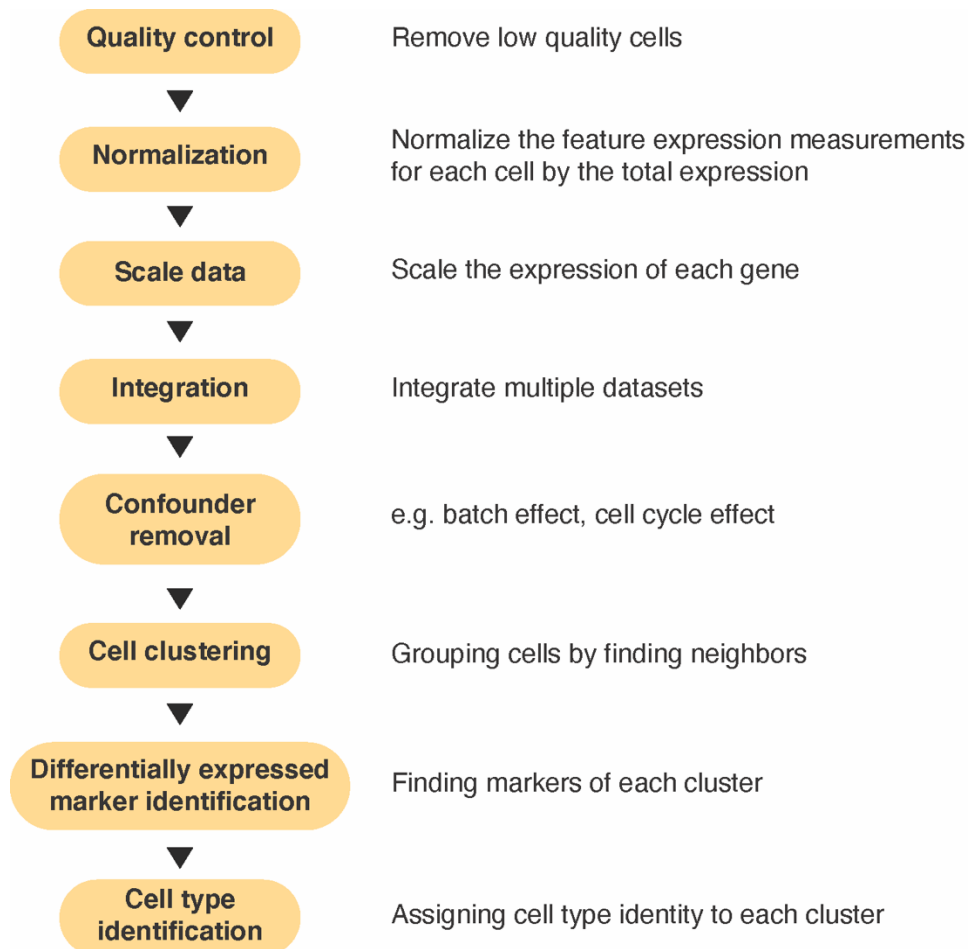 Quality control
Remove low quality cells
Normalization
Normalize the feature expression measurements
for each cell by the total expression
Scale data
Scale the expression of each gene
Integration
Integrate multiple datasets
Confounder
removal
e.g. batch effect, cell cycle effect
Cell clustering
Grouping cells by finding neighbors
Differentially expressed
marker identification
Finding markers of each cluster
Cell type
identification
Assigning cell type identity to each cluster